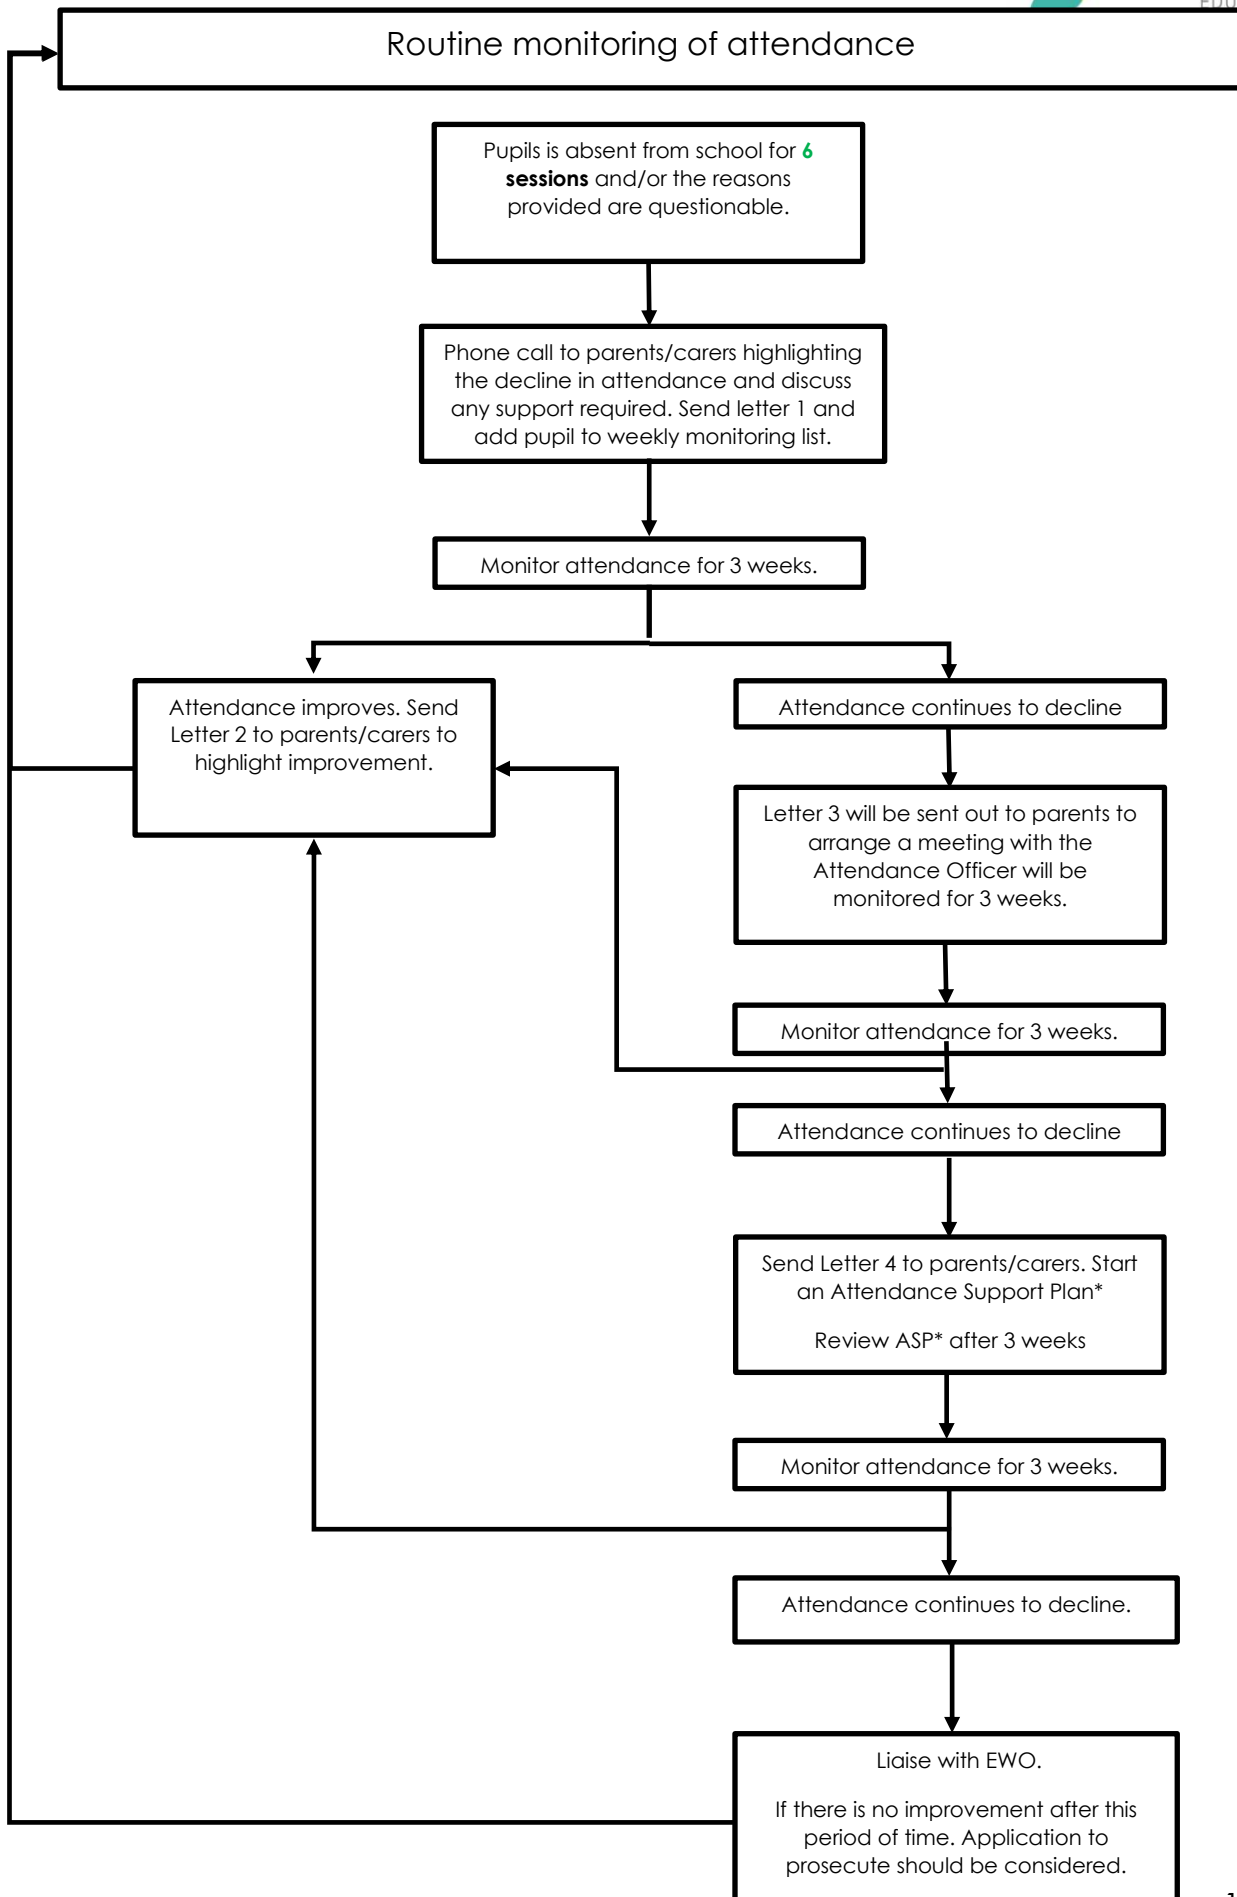 EDU
Routine monitoring of attendance
Pupils is absent from school for 6
sessions and/or the reasons
provided are questionable.
Phone call to parents/carers highlighting
the decline in attendance and discuss
any support required. Send letter 1 and
add pupil to weekly monitoring list.
Monitor attendance for 3 weeks.
Attendance improves. Send
Letter 2 to parents/carers to
highlight improvement.
Attendance continues to decline
Letter 3 will be sent out to parents to
arrange a meeting with the
Attendance Officer will be
monitored for 3 weeks.
Monitor attendance for 3 weeks.
Attendance continues to decline
Send Letter 4 to parents/carers. Start
an Attendance Support Plan*
Review ASP* after 3 weeks
Monitor attendance for 3 weeks.
Attendance continues to decline.
Liaise with EWO.
If there is no improvement after this
period of time. Application to
prosecute should be considered.